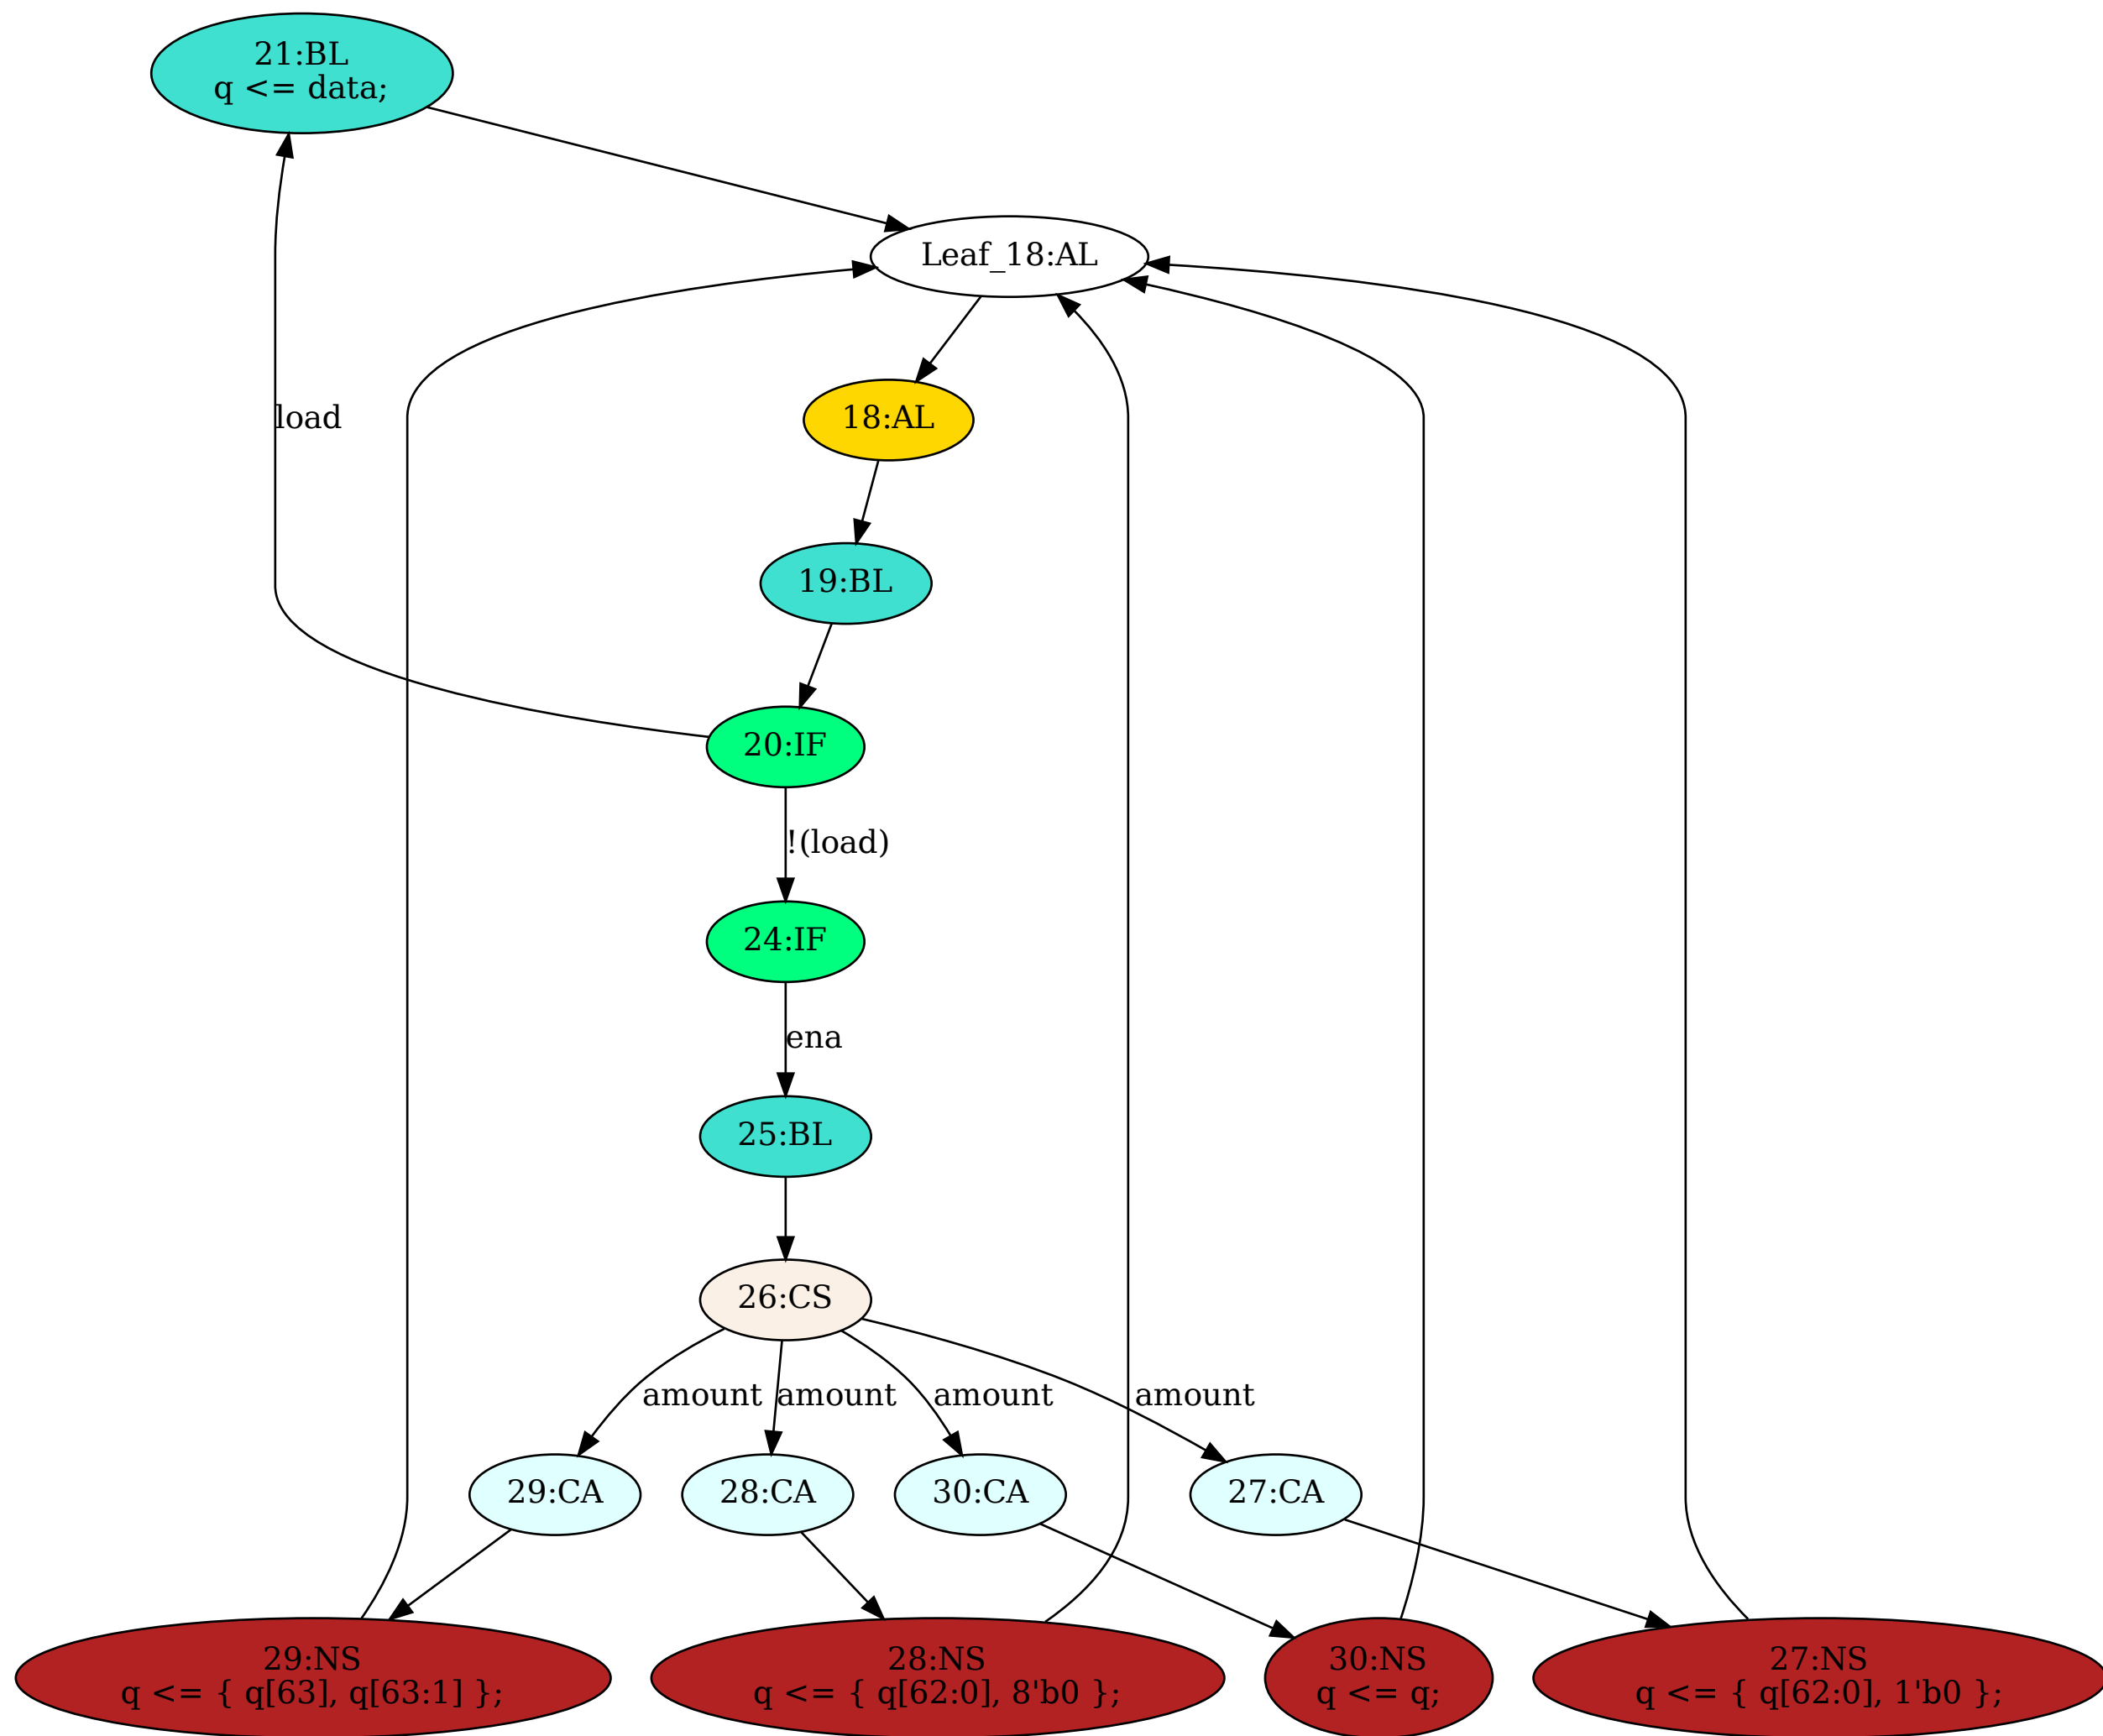 21:BL
q <= data;
Leaf_18:AL
load
18:AL
19:BL
20:IF
!(load)
24:IF
ena
25:BL
26:CS
amount
amount
amount
amount
29:CA
28:CA
30:CA
27:CA
29:NS
q <= { q[63], q[63:1] };
28:NS
q <= { q[62:0], 8'b0 };
30:NS
q <= q;
27:NS
q <= { q[62:0], 1'b0 };